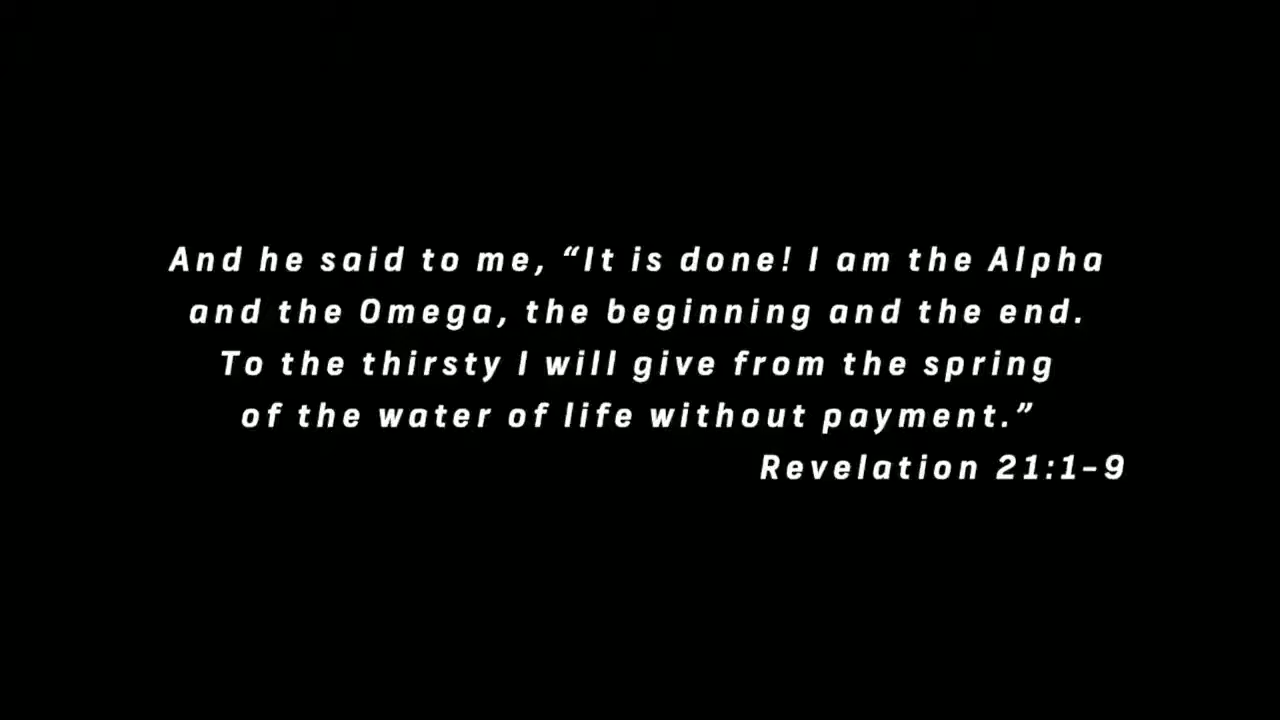 And he said to me, “It is done! I am the Alpha
and the Omega, the beginning and the end.
To the thirsty I will give from the spring
of the water of life without payment.”
Revelation 21:1–9